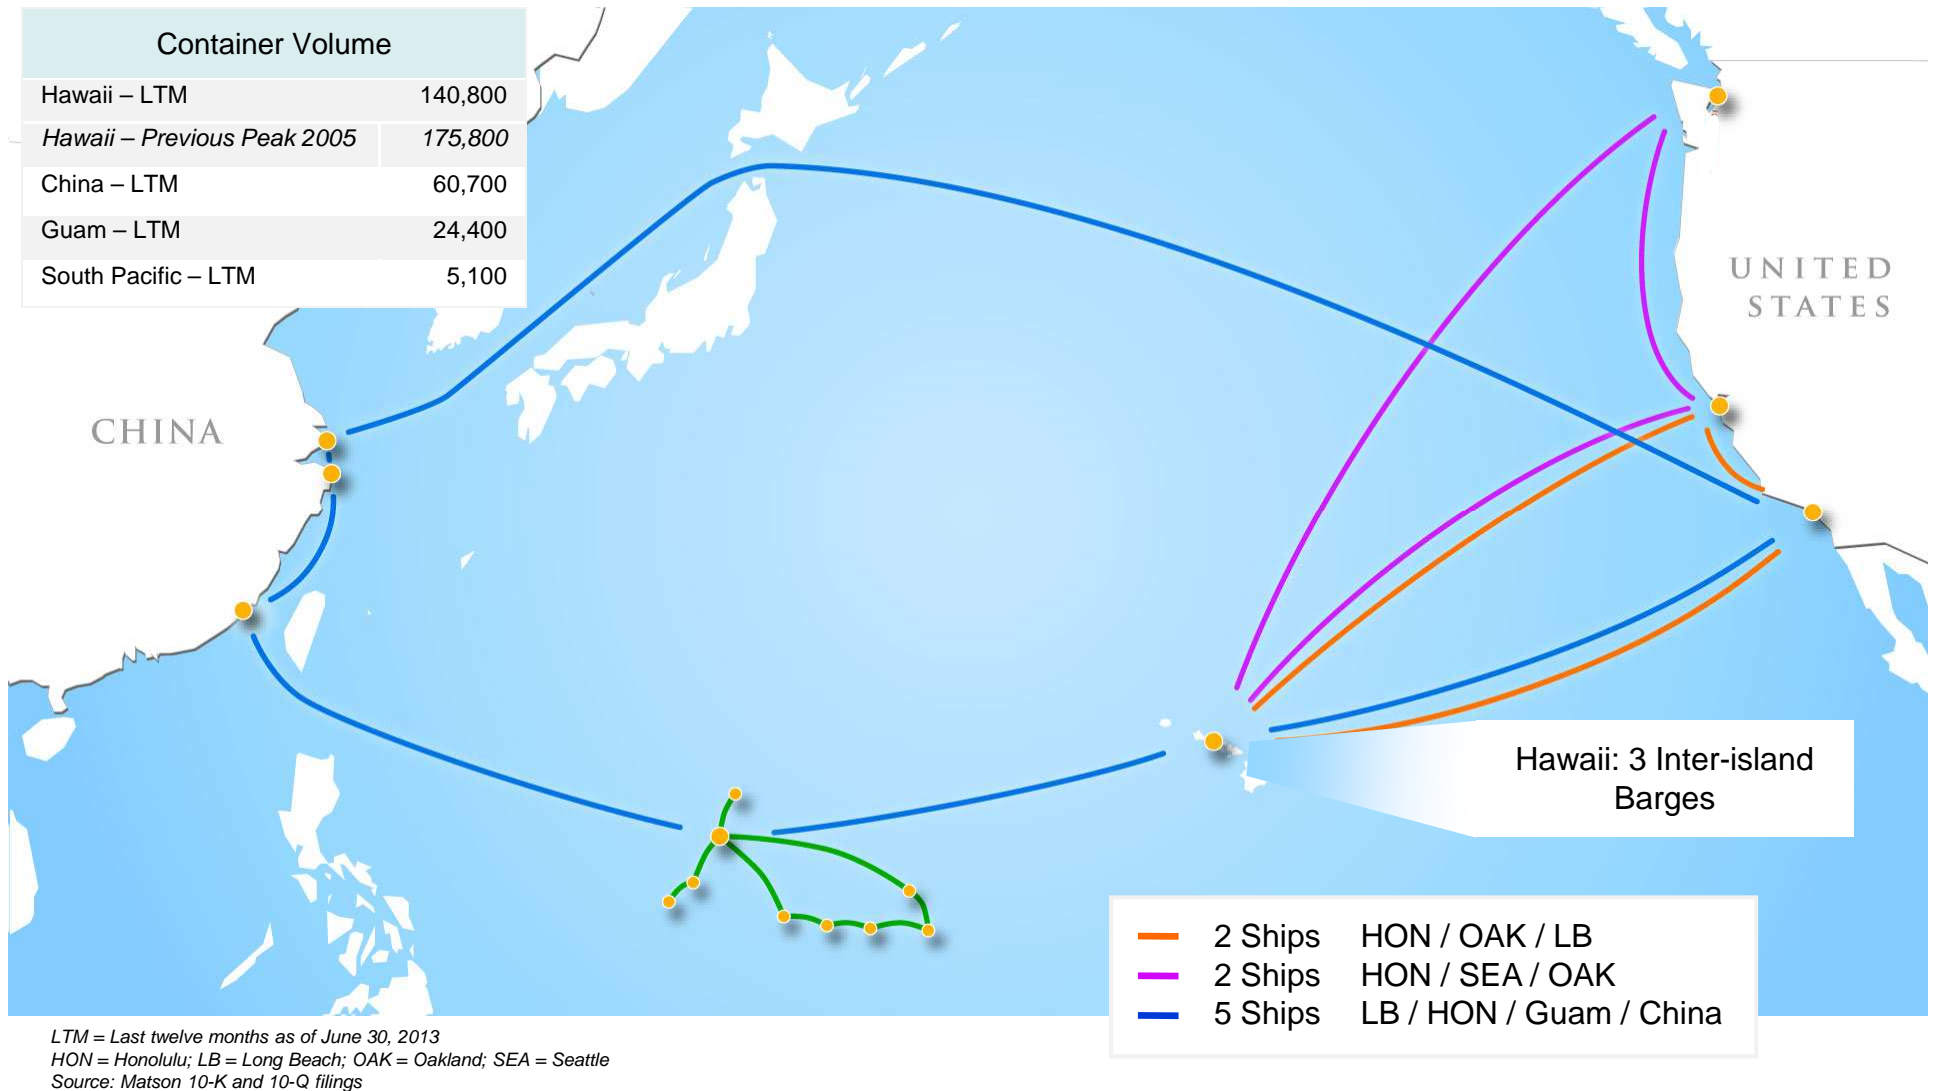 Container Volume
Hawaii – LTM 140,800
Hawaii – Previous Peak 2005 175,800
China – LTM 60,700
Guam – LTM 24,400
South Pacific – LTM 5,100
UNITED
STATES
CHINA
Hawaii: 3 Inter-island
Barges
2 Ships HON / OAK / LB
2 Ships HON / SEA / OAK
5 Ships LB / HON / Guam / China
LTM = Last twelve months as of June 30, 2013
HON = Honolulu; LB = Long Beach; OAK = Oakland; SEA = Seattle
Source: Matson 10-K and 10-Q filings